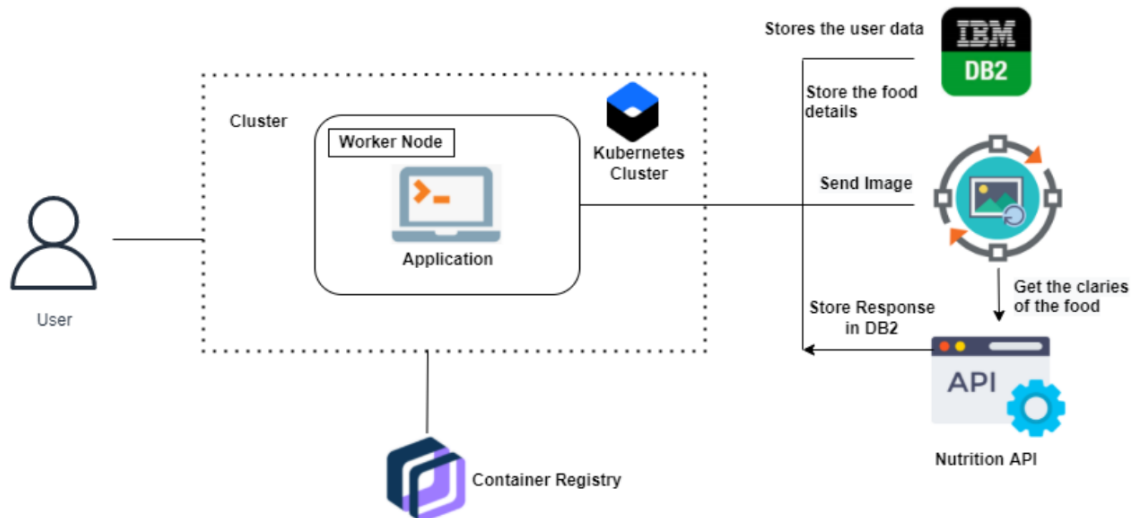 Stores the user data
IBM
DB2
Store the food
details
Cluster
Worker Node
Kubernetes
Cluster
Application
Send Image
User
Get the claries
of the food
Store Response
in DB2
API
Nutrition API
Container Registry